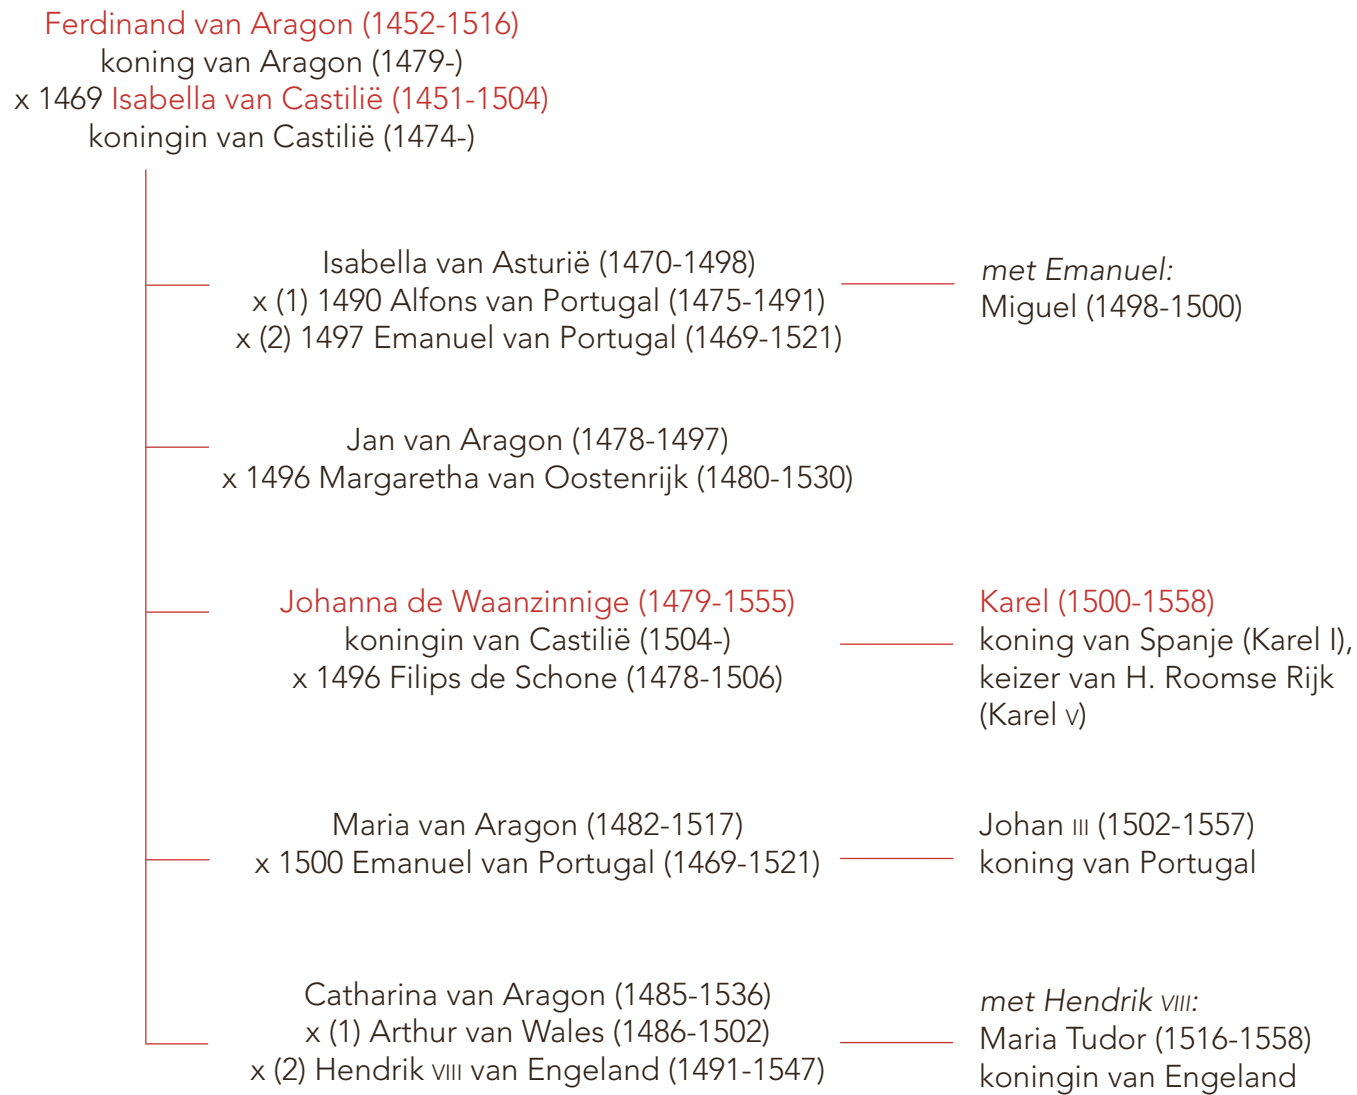 Ferdinand van Aragon (1452-1516)
koning van Aragon (1479-)
x 1469 Isabella van Castilië (1451-1504)
koningin van Castilië (1474-)
Isabella van Asturië (1470-1498)
x (1) 1490 Alfons van Portugal (1475-1491)
x (2) 1497 Emanuel van Portugal (1469-1521)
met Emanuel:
Miguel (1498-1500)
Jan van Aragon (1478-1497)
x 1496 Margaretha van Oostenrijk (1480-1530)
Johanna de Waanzinnige (1479-1555)
koningin van Castilië (1504-)
x 1496 Filips de Schone (1478-1506)
Karel (1500-1558)
koning van Spanje (Karel I),
keizer van H. Roomse Rijk
(Karel V)
Maria van Aragon (1482-1517)
x 1500 Emanuel van Portugal (1469-1521)
Johan III (1502-1557)
koning van Portugal
Catharina van Aragon (1485-1536)
x (1) Arthur van Wales (1486-1502)
x (2) Hendrik VIII van Engeland (1491-1547)
met Hendrik VIII:
Maria Tudor (1516-1558)
koningin van Engeland